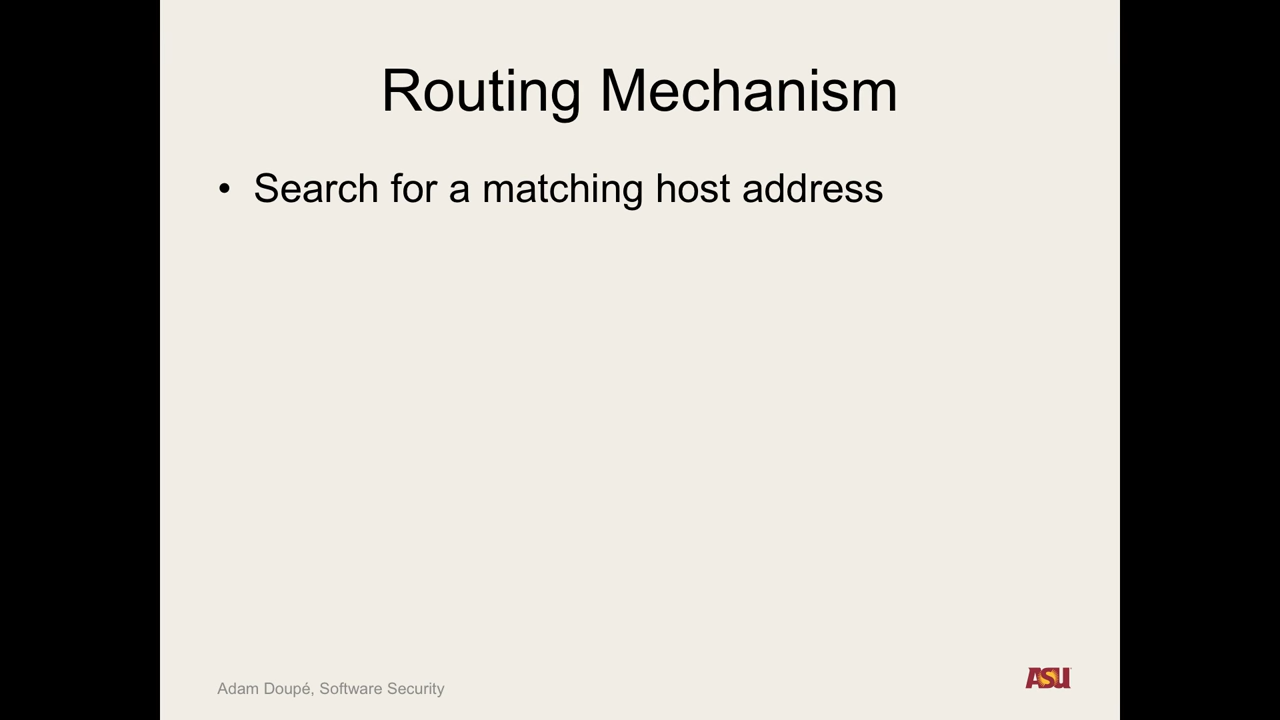 Routing Mechanism
• Search for a matching host address
Adam Doupé, Software Security
ASU